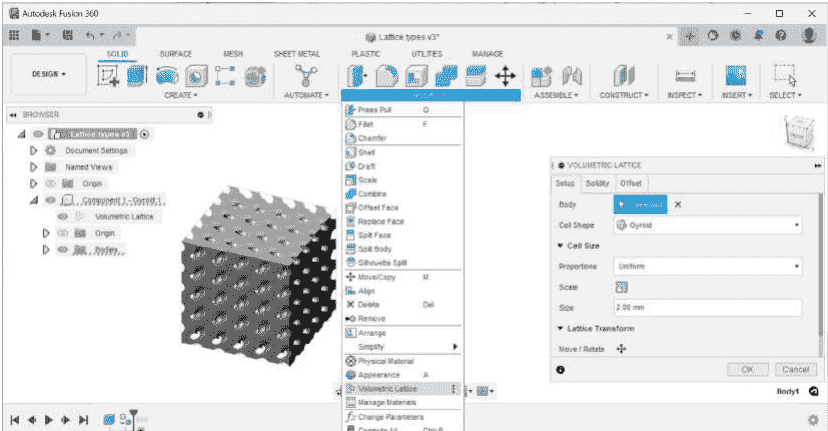 Autodesk Fusion 360
Lattice types v3*
SOLID SURFACE MESH SHEET METAL PLASTIC UTILITIES MANAGE
DESIGN
CREATE AUTOMATE ASSEMBLE CONSTRUCT INSPECT INSERT SELECT
BROWSER
Lattice types v3
Document Settings
Named Views
Origin
Component 1 - Gyroid
Volumetric Lattice
Origin
Bodies
Press Pull Q
Fillet F
Chamfer
Shell
Draft
Scale
Combine
Offset Face
Replace Face
Split Face
Split Body
Silhouette Split
Move/Copy M
Align
Delete Del
Remove
Arrange
Simplify
Physical Material
Appearance A
Volumetric Lattice
Manage Materials
Change Parameters
VOLUMETRIC LATTICE
Setup Solidity Offset
Body
Cell Shape Gyroid
Cell Size
Proportions Uniform
Scale
Size 2.00 mm
Lattice Transform
Move / Rotate
OK Cancel
Body1